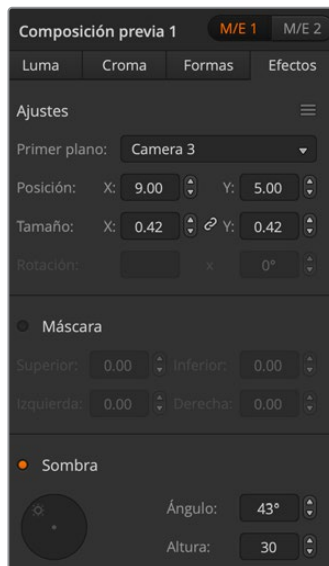 Composición previa 1 M/E 1 M/E 2
Luma Croma Formas Efectos
Ajustes
Primer plano: Camera 3
Posición: X: 9.00 Y: 5.00
Tamaño: X: 0.42 Y: 0.42
Rotación: x 0°
Máscara
Superior: 0.00 Inferior: 0.00
Izquierda: 0.00 Derecha: 0.00
Sombra
Ángulo: 43°
Altura: 30